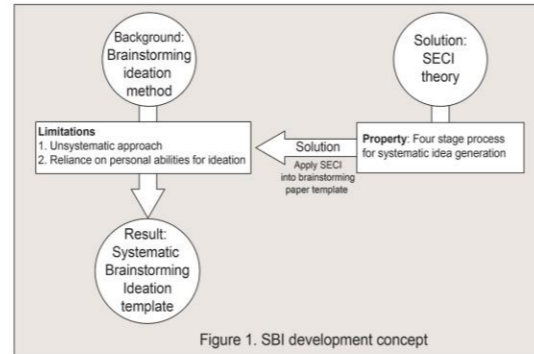 Background:
Brainstorming
ideation
method
Solution:
SECI
theory
Limitations
1. Unsystematic approach
2. Reliance on personal abilities for ideation
Solution
Apply SECI
into brainstorming
paper template
Property: Four stage process
for systematic idea generation
Result:
Systematic
Brainstorming
Ideation
template
Figure 1. SBI development concept